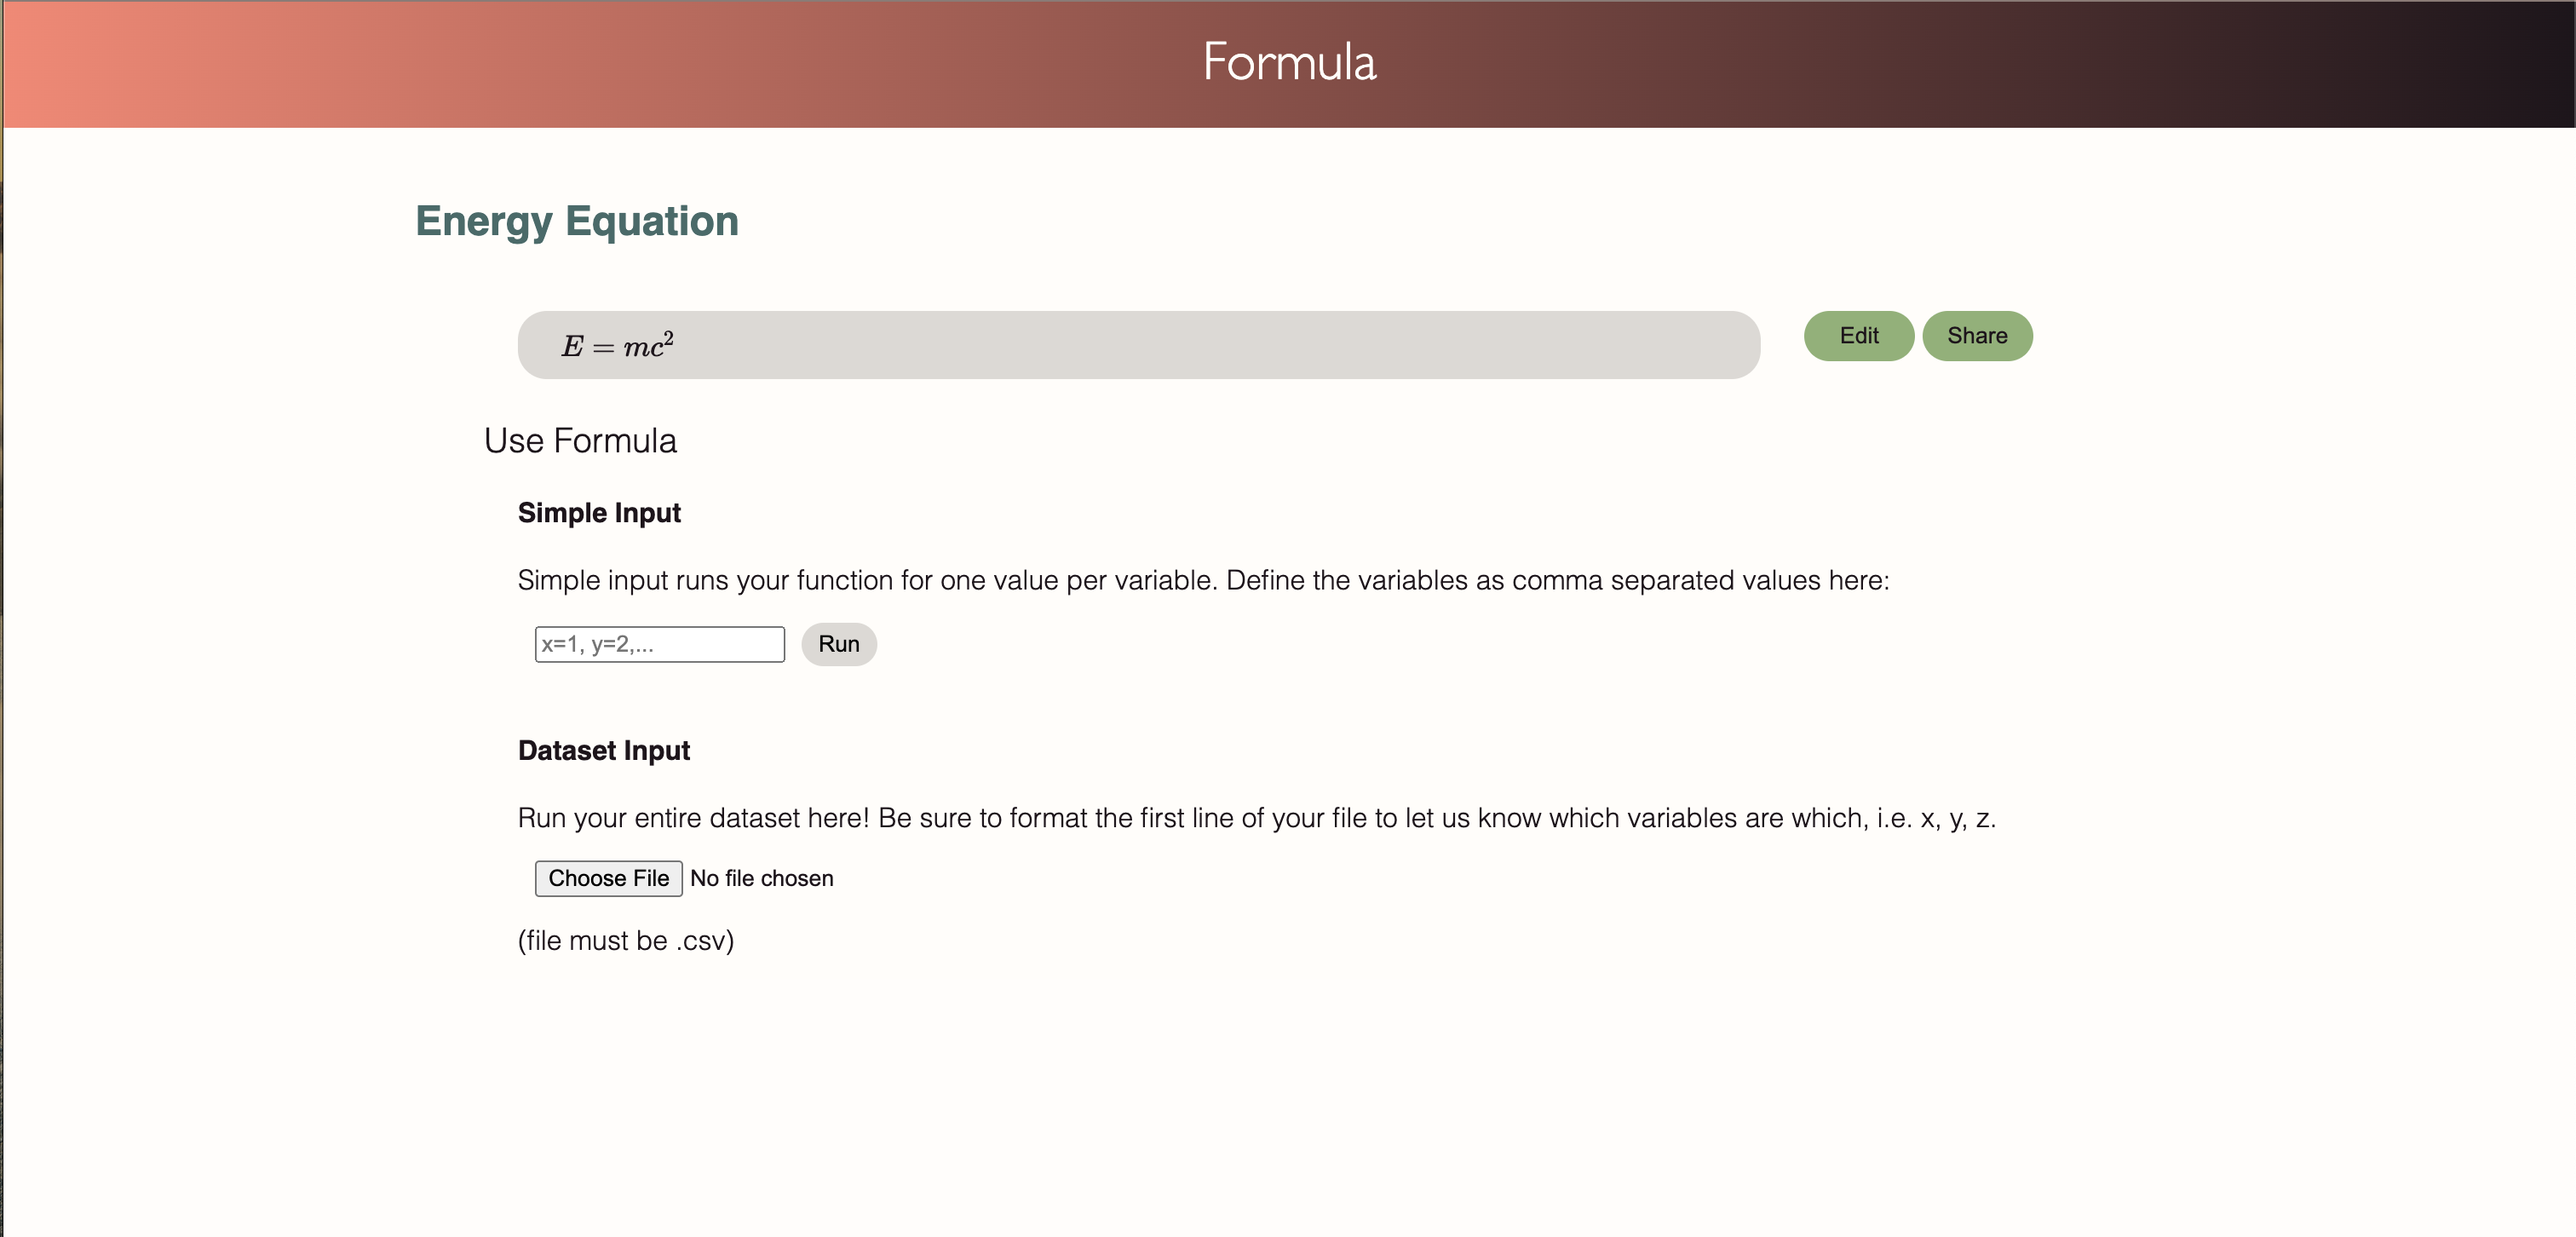 Formula
Energy Equation
E = mc²
Edit
Share
Use Formula
Simple Input
Simple input runs your function for one value per variable. Define the variables as comma separated values here:
x=1, y=2,...
Run
Dataset Input
Run your entire dataset here! Be sure to format the first line of your file to let us know which variables are which, i.e. x, y, z.
Choose File No file chosen
(file must be .csv)